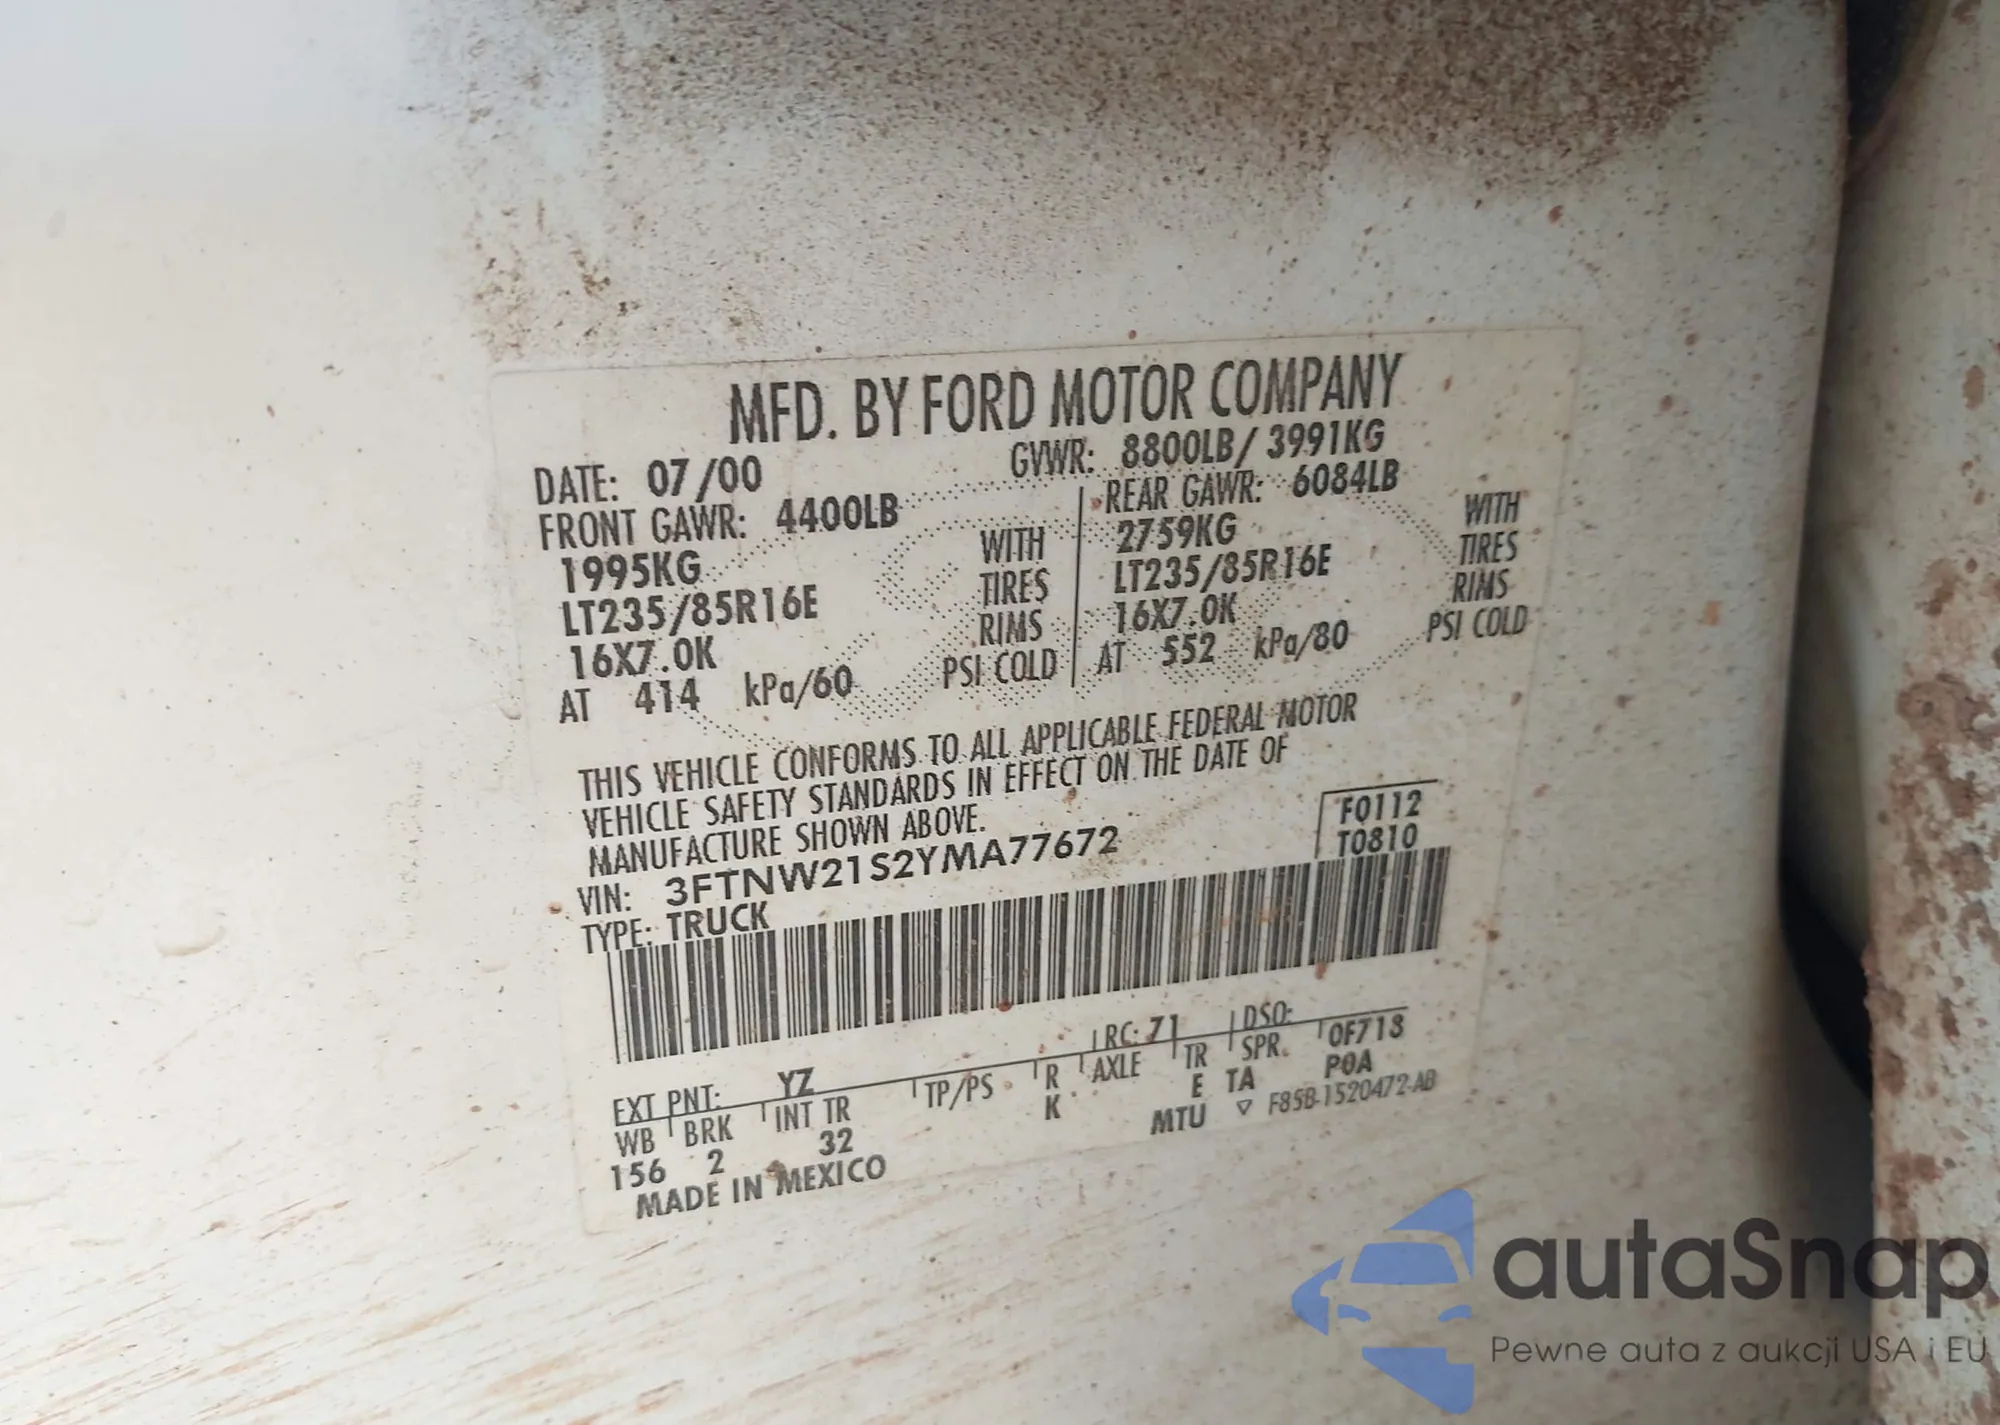 MFD. BY FORD MOTOR COMPANY
DATE: 07/00 GVWR: 8800LB/ 3991KG
FRONT GAWR: 4400LB REAR GAWR: 6084LB
1995KG WITH 2759KG WITH
LT235/85R16E TIRES LT235/85R16E TIRES
16X7.0K RIMS 16X7.0K RIMS
AT 414 kPa/60 PSI COLD AT 552 kPa/80 PSI COLD
THIS VEHICLE CONFORMS TO ALL APPLICABLE FEDERAL MOTOR
VEHICLE SAFETY STANDARDS IN EFFECT ON THE DATE OF
MANUFACTURE SHOWN ABOVE.
F0112
VIN: 3FTNW21S2YMA77672 T0810
TYPE: TRUCK
EXT PNT: YZ RC: 71 DSO:
WB BRK INT TR TP/PS R AXLE TR SPR 0F713
156 2 32 K E TA P0A
MADE IN MEXICO MTU ▽ F85B-1520472-AB
autaSnap
Pewne auta z aukcji USA i EU